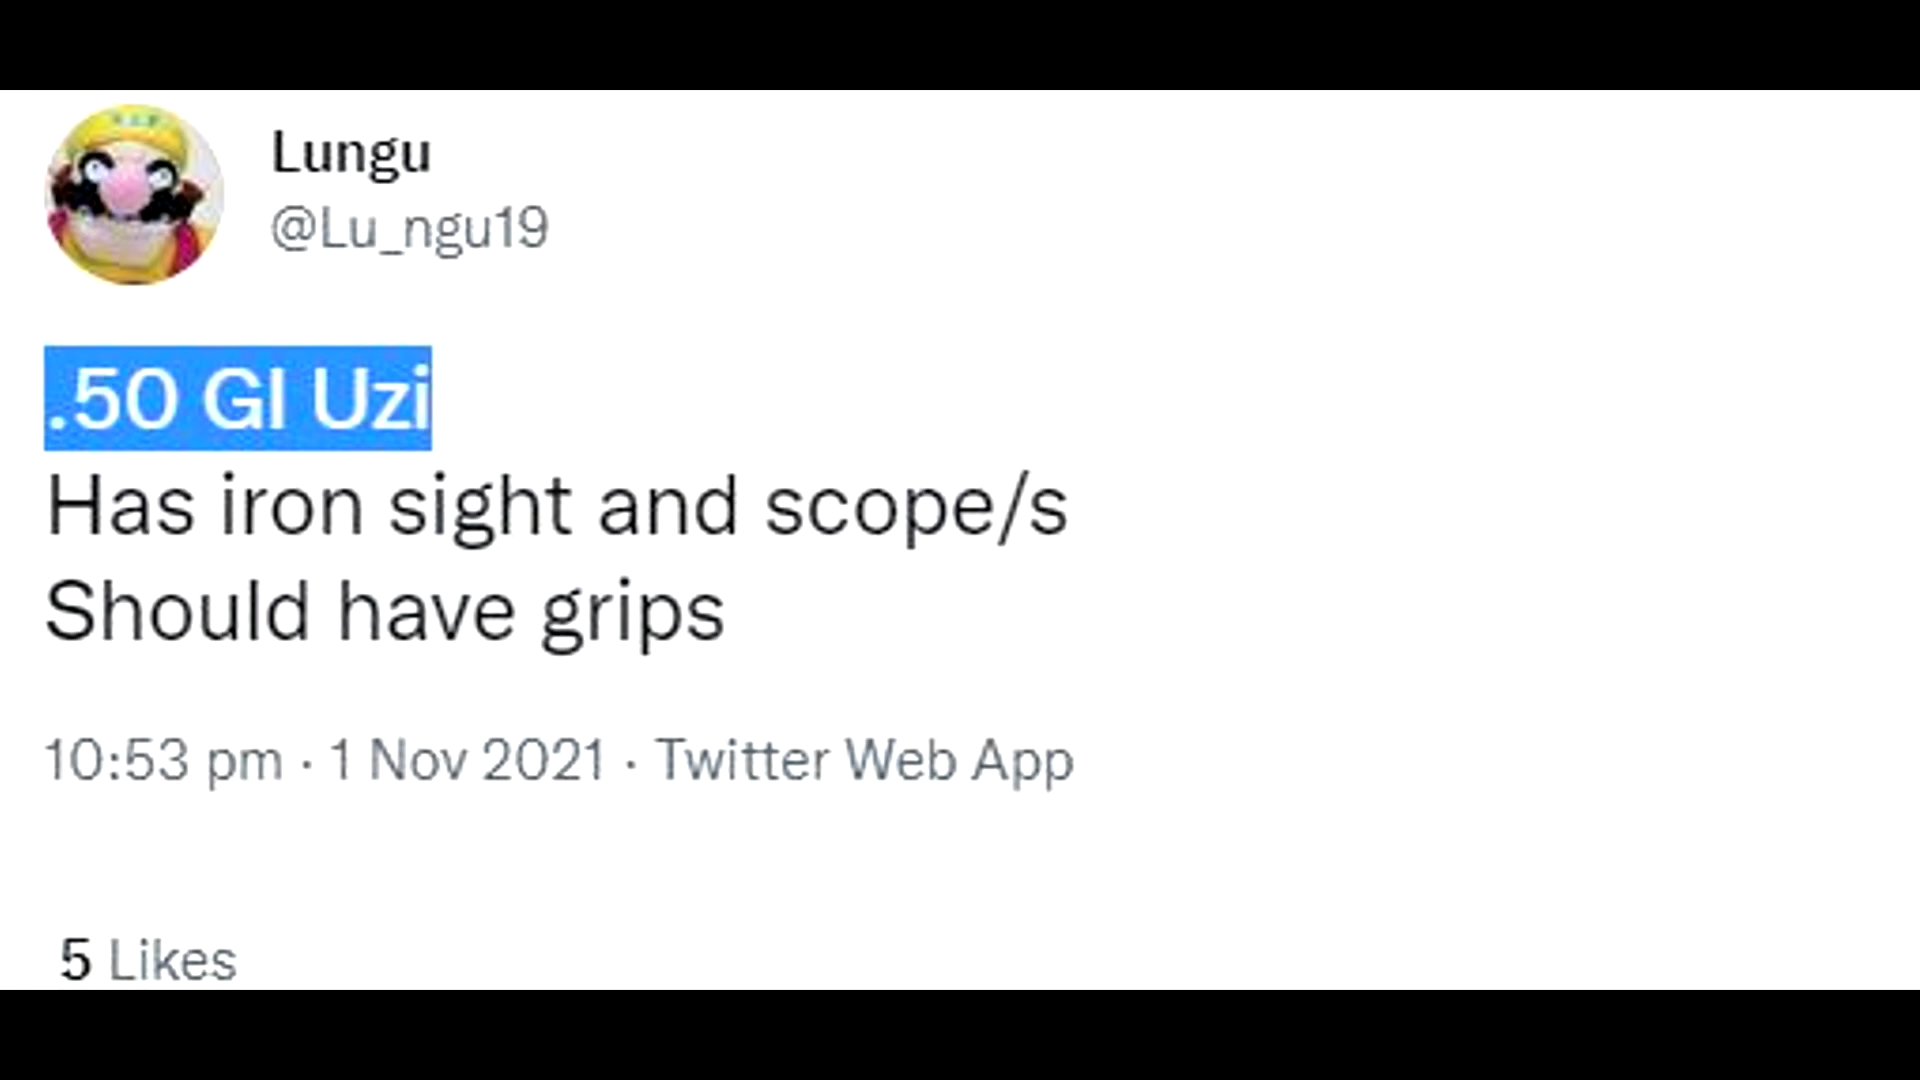 Lungu
@Lu_ngu19
.50 GI Uzi
Has iron sight and scope/s
Should have grips
10:53 pm · 1 Nov 2021 · Twitter Web App
5 Likes